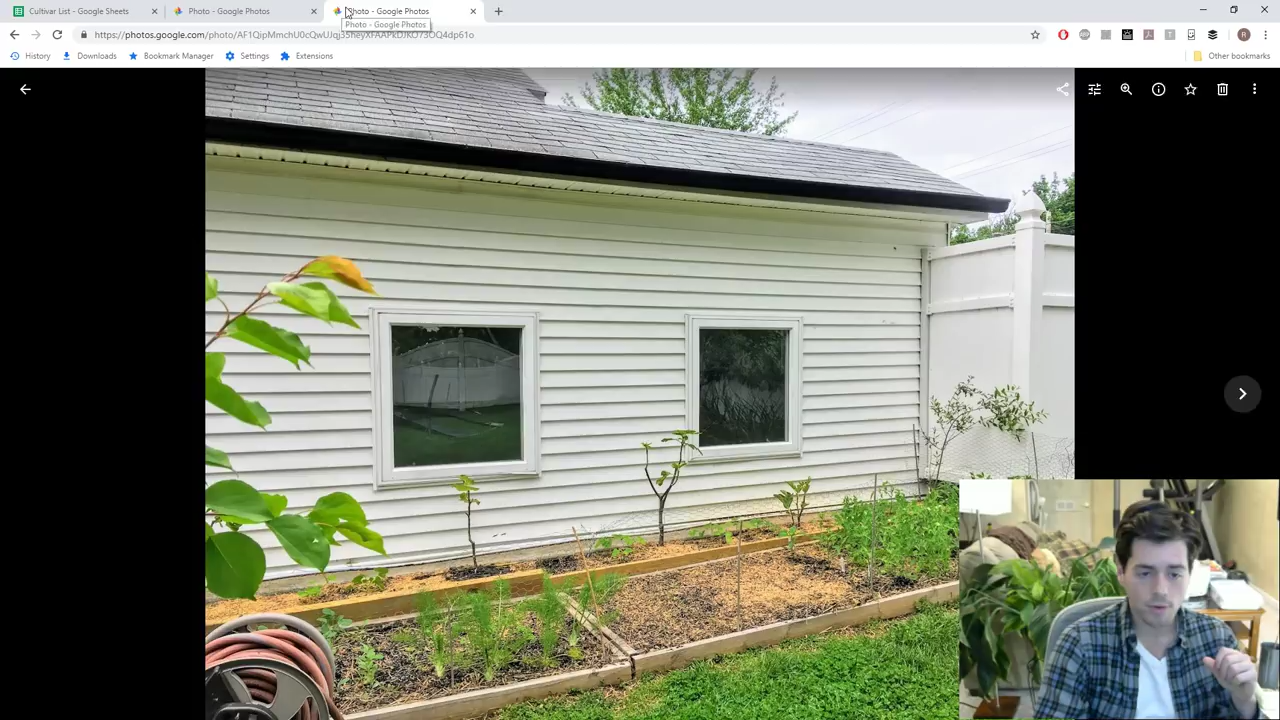 Cultivar List - Google Sheets
Photo - Google Photos
Photo - Google Photos
Photo - Google Photos
History
Downloads
Bookmark Manager
Settings
Extensions
Other bookmarks
R